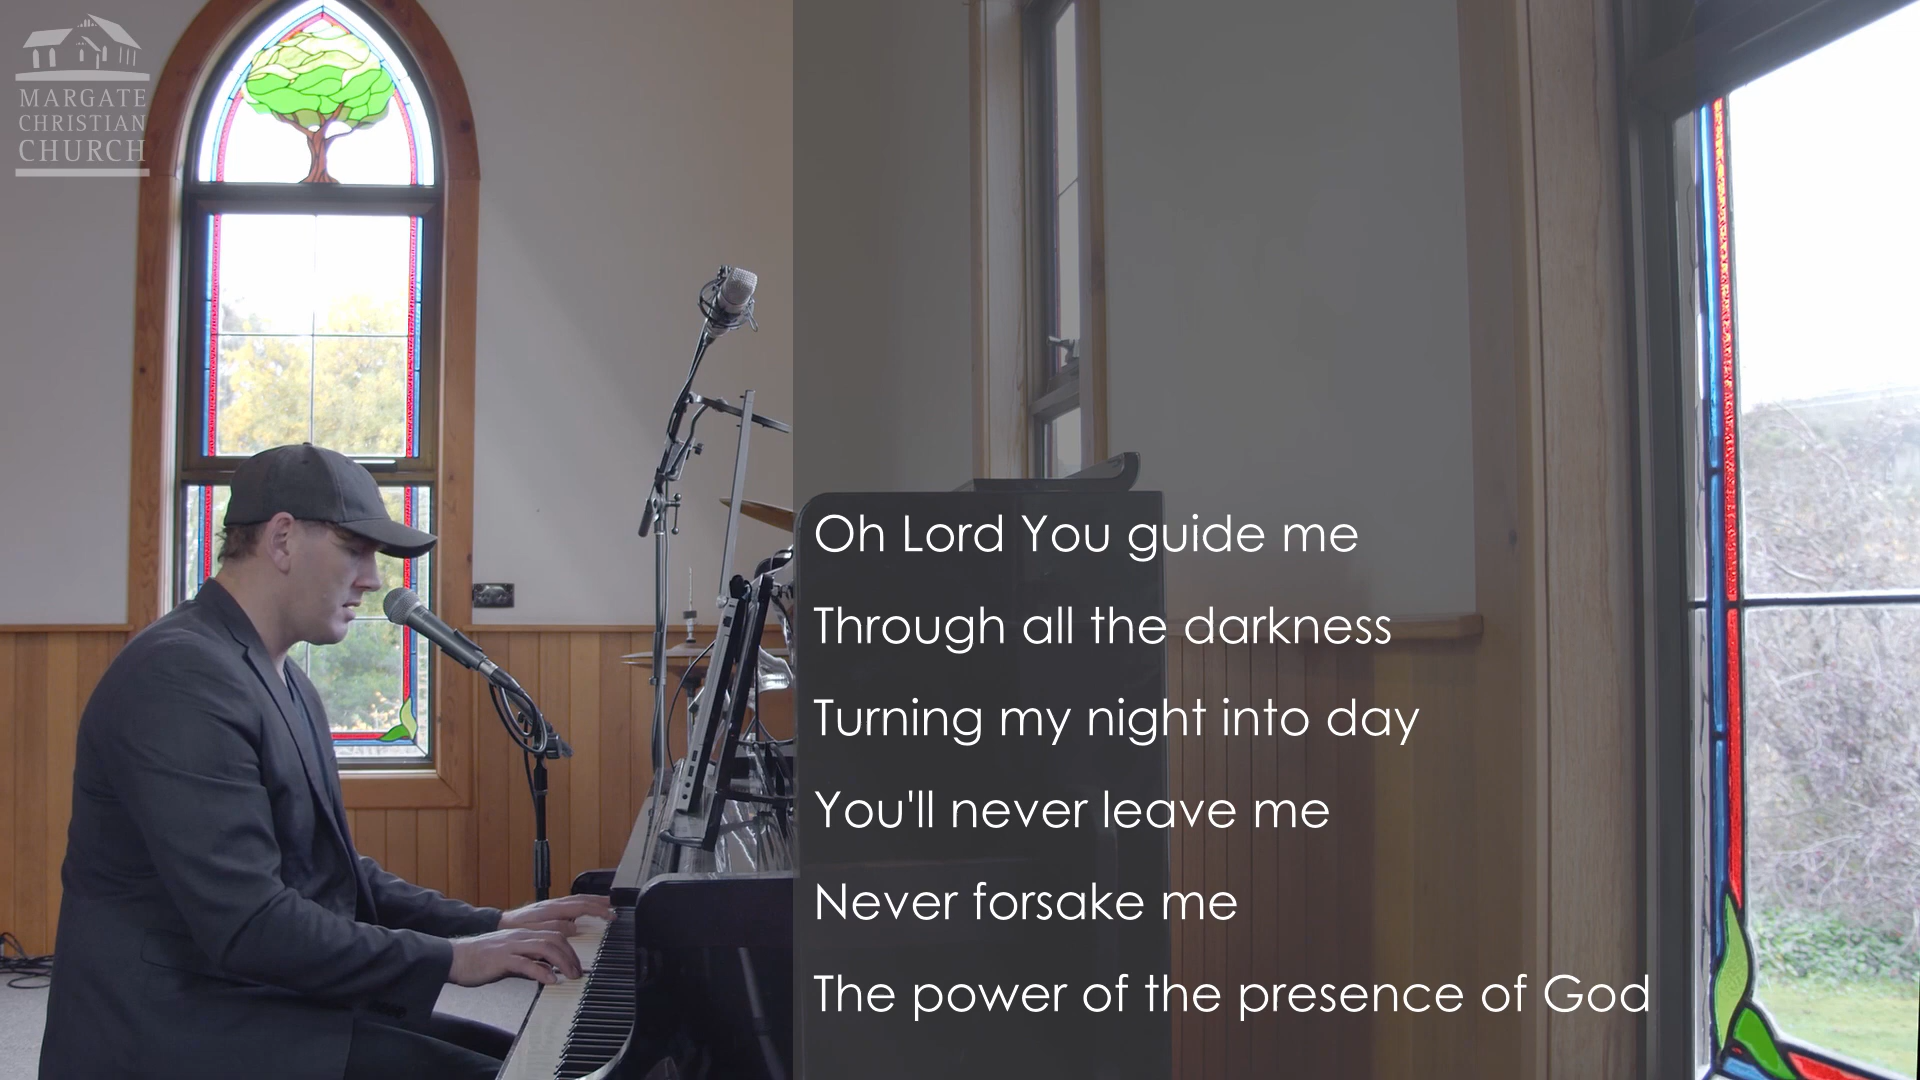 MARGATE
CHRISTIAN
CHURCH
Oh Lord You guide me
Through all the darkness
Turning my night into day
You'll never leave me
Never forsake me
The power of the presence of God